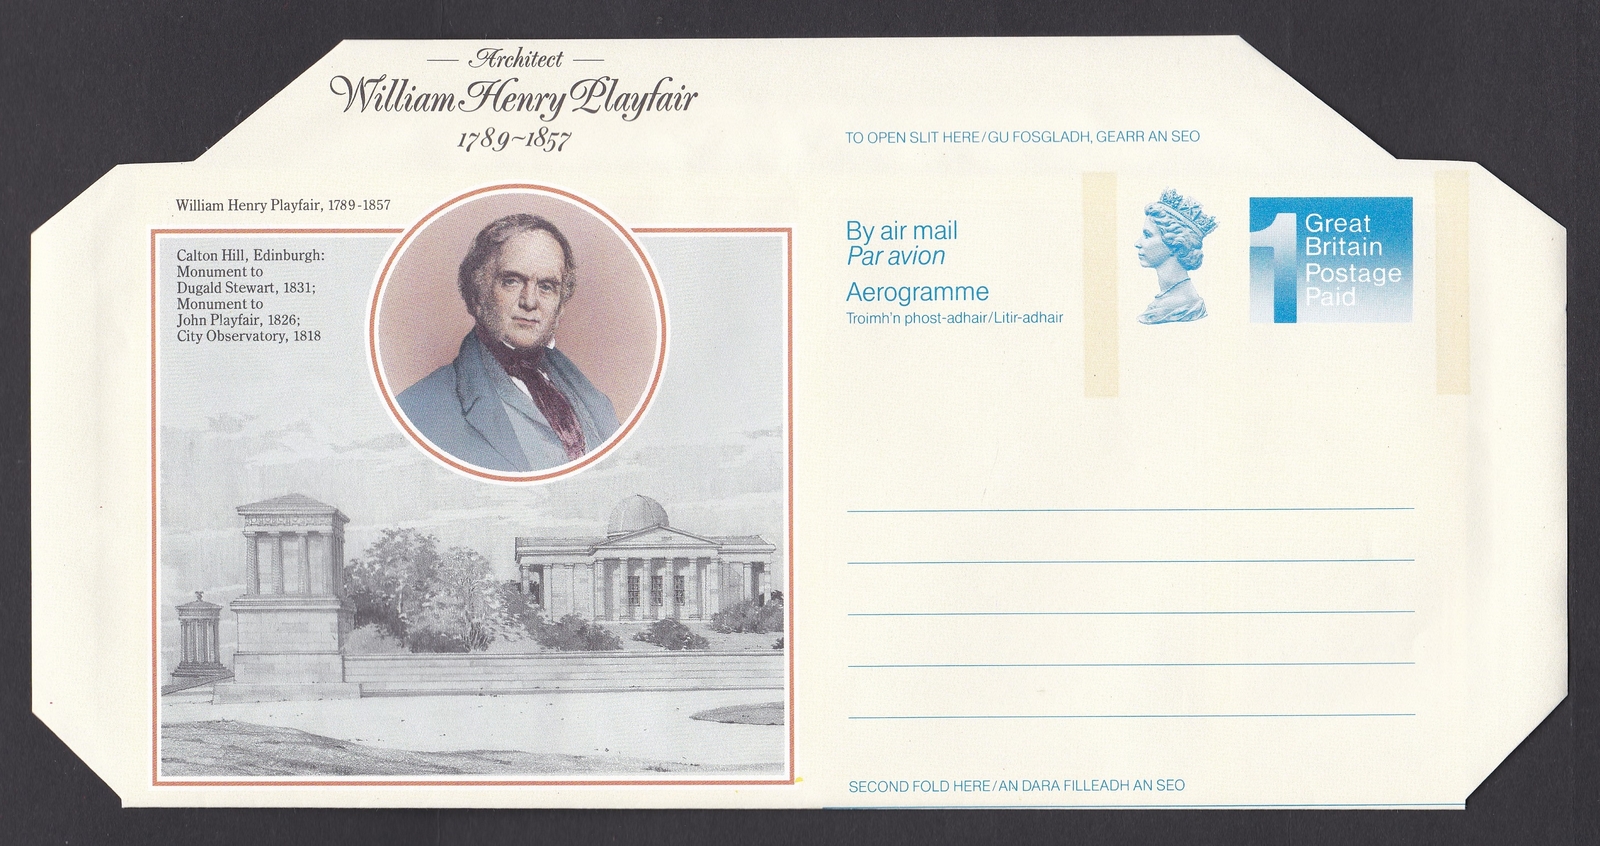 Architect
William Henry Playfair
1789~1857
William Henry Playfair, 1789-1857
Calton Hill, Edinburgh:
Monument to
Dugald Stewart, 1831;
Monument to
John Playfair, 1826;
City Observatory, 1818
TO OPEN SLIT HERE/GU FOSGLADH, GEARR AN SEO
By air mail
Par avion
Aerogramme
Troimh'n phost-adhair/Litir-adhair
1 Great
Britain
Postage
Paid
SECOND FOLD HERE/AN DARA FILLEADH AN SEO